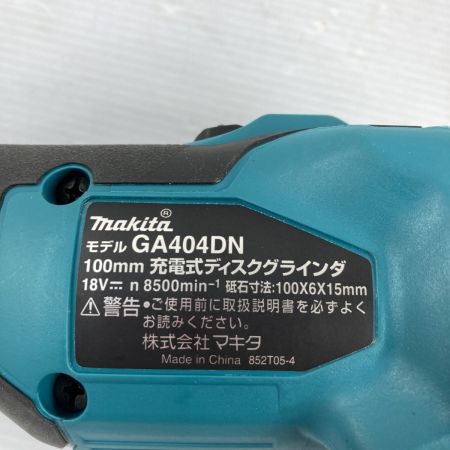 makita®
モデル GA404DN
100mm 充電式ディスクグラインダ
18V⎓ n 8500min⁻¹ 砥石寸法:100X6X15mm
⚠警告 •ご使用前に取扱説明書を必ずよく
お読みください。
株式会社マキタ
Made in China 852T05-4